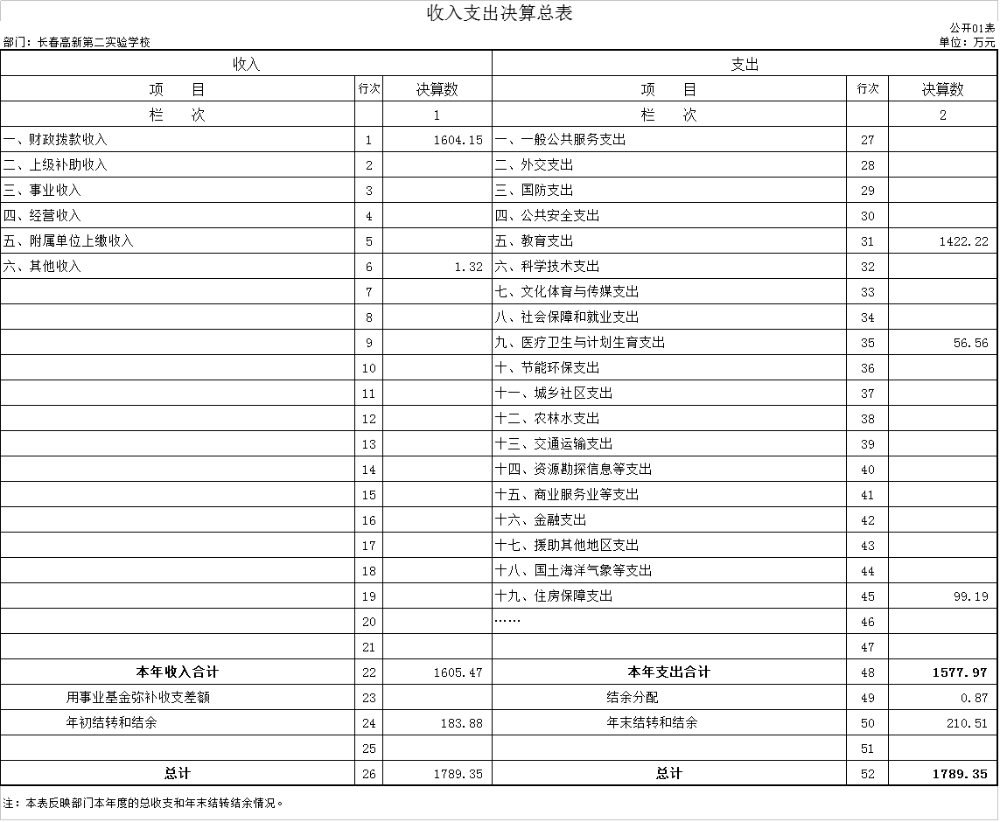 收入支出决算总表
公开01表
部门：长春高新第二实验学校 单位：万元
收入 支出
项 目 行次 决算数 项 目 行次 决算数
栏 次 1 栏 次 2
一、财政拨款收入 1 1604.15 一、一般公共服务支出 27
二、上级补助收入 2 二、外交支出 28
三、事业收入 3 三、国防支出 29
四、经营收入 4 四、公共安全支出 30
五、附属单位上缴收入 5 五、教育支出 31 1422.22
六、其他收入 6 1.32 六、科学技术支出 32
7 七、文化体育与传媒支出 33
8 八、社会保障和就业支出 34
9 九、医疗卫生与计划生育支出 35 56.56
10 十、节能环保支出 36
11 十一、城乡社区支出 37
12 十二、农林水支出 38
13 十三、交通运输支出 39
14 十四、资源勘探信息等支出 40
15 十五、商业服务业等支出 41
16 十六、金融支出 42
17 十七、援助其他地区支出 43
18 十八、国土海洋气象等支出 44
19 十九、住房保障支出 45 99.19
20 …… 46
21 47
本年收入合计 22 1605.47 本年支出合计 48 1577.97
用事业基金弥补收支差额 23 结余分配 49 0.87
年初结转和结余 24 183.88 年末结转和结余 50 210.51
25 51
总计 26 1789.35 总计 52 1789.35
注：本表反映部门本年度的总收支和年末结转结余情况。